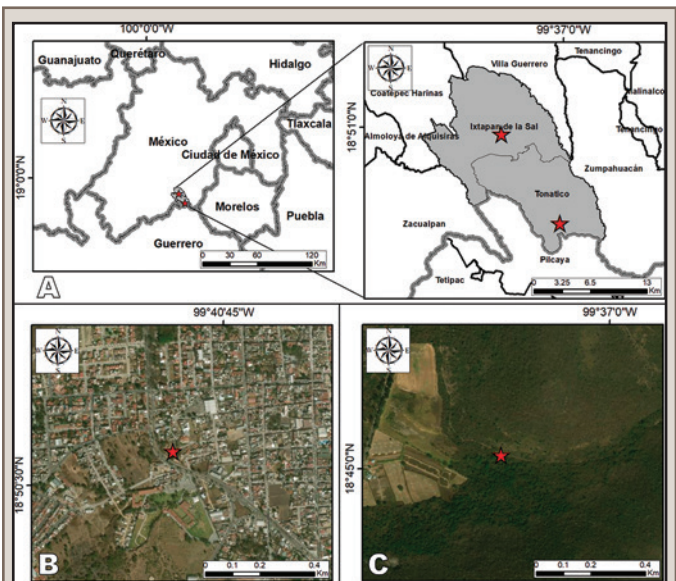 100°0'0"W
99°37'0"W
Guanajuato
Querétaro
Hidalgo
México
Tlaxcala
Ciudad de México
Morelos
Puebla
Guerrero
19°0'0"N
0 30 60 120
Km
A
Tenancingo
Villa Guerrero
Coatepec Harinas
Malinalco
Ixtapan de la Sal
Tenancingo
Almoloya de Alquisiras
Zumpahuacán
Tonatico
Zacualpan
Pilcaya
Tetipac
18°51'0"N
0 3.25 6.5 13
Km
99°40'45"W
18°50'30"N
0 0.1 0.2 0.4
Km
B
99°37'0"W
18°45'0"N
0 0.1 0.2 0.4
Km
C